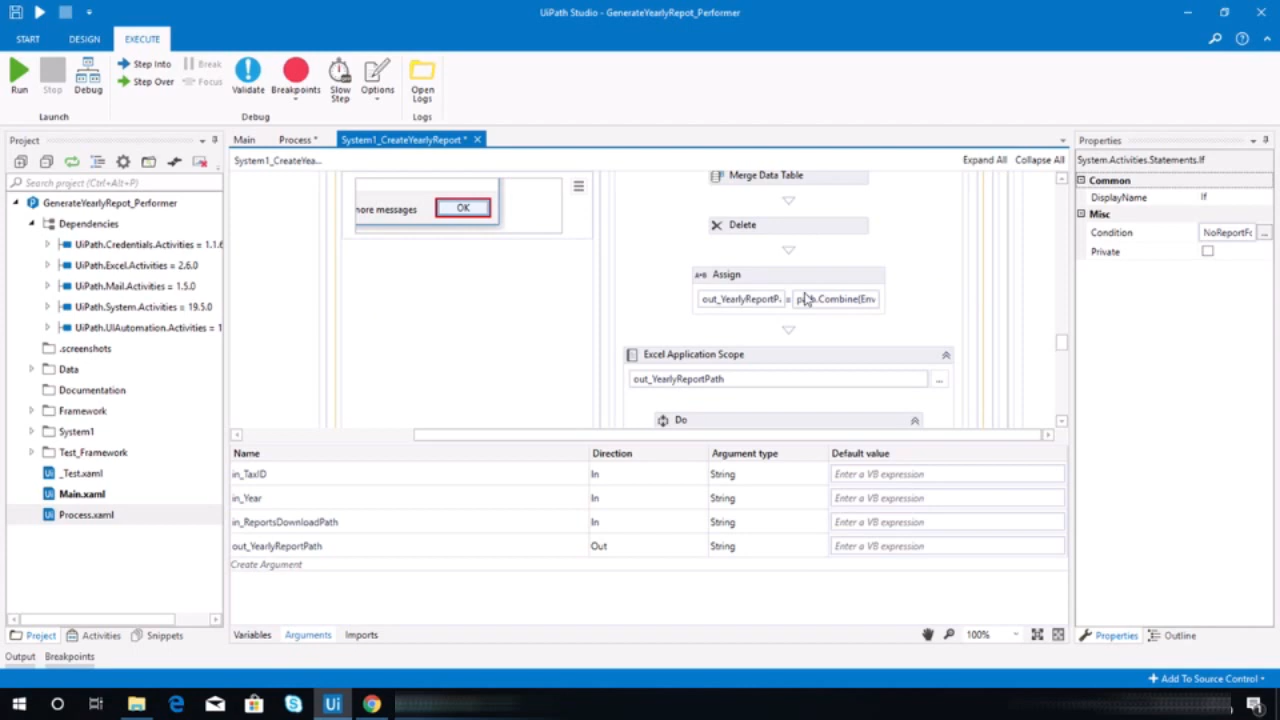 UiPath Studio - GenerateYearlyRepot_Performer
START DESIGN EXECUTE
Run Stop Debug Step Into Step Over Break Focus Validate Breakpoints Slow Step Options Open Logs
Launch Debug Logs
Project
Search project (Ctrl+Alt+P)
GenerateYearlyRepot_Performer
Dependencies
UiPath.Credentials.Activities = 1.1.6
UiPath.Excel.Activities = 2.6.0
UiPath.Mail.Activities = 1.5.0
UiPath.System.Activities = 19.5.0
UiPath.UIAutomation.Activities = 1
.screenshots
Data
Documentation
Framework
System1
Test_Framework
_Test.xaml
Main.xaml
Process.xaml
Project Activities Snippets
Main Process * System1_CreateYearlyReport *
System1_CreateYea... Expand All Collapse All
more messages OK
Merge Data Table
Delete
A+B Assign
out_YearlyReportP. = .Combine(Env
Excel Application Scope
out_YearlyReportPath ...
Do
Name Direction Argument type Default value
in_TaxID In String Enter a VB expression
in_Year In String Enter a VB expression
in_ReportsDownloadPath In String Enter a VB expression
out_YearlyReportPath Out String Enter a VB expression
Create Argument
Variables Arguments Imports 100%
Properties
System.Activities.Statements.If
Common
DisplayName If
Misc
Condition NoReportFo ...
Private
Properties Outline
Output Breakpoints
Add To Source Control
Ui
1